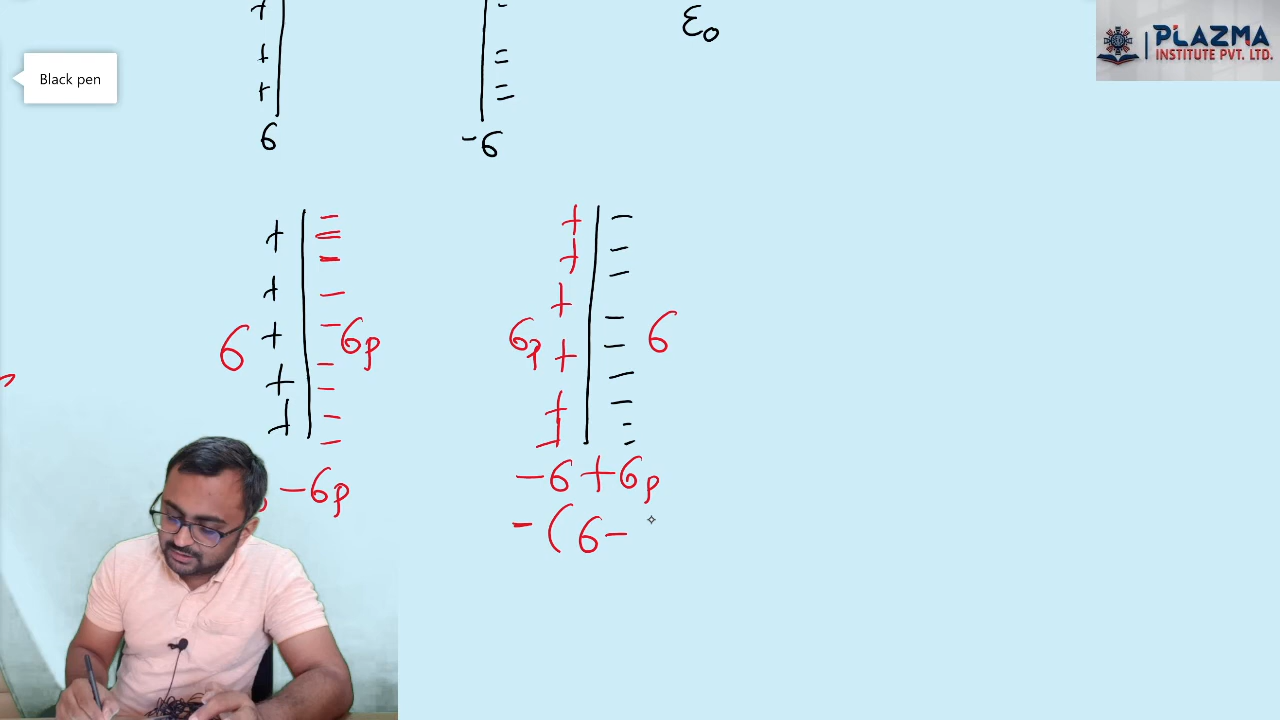 ε₀
PLAZMA
INSTITUTE PVT. LTD.
Black pen
+ =
+ =
+
6 -6
+ -
+ -
+ -
+ -
+ -
6 6p 6p 6
-6p -6+6p
-(6-